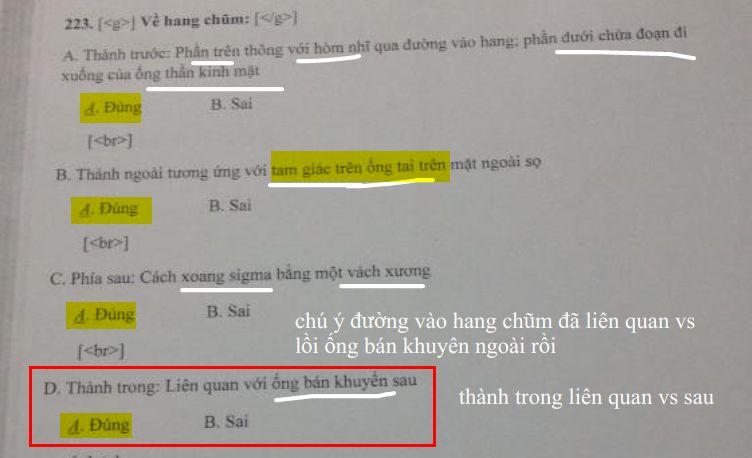 223. [<g>] Về hang chũm: [</g>]
A. Thành trước: Phần trên thông với hòm nhĩ qua đường vào hang; phần dưới chứa đoạn đi
xuống của ống thần kinh mặt
A. Đúng B. Sai
[<br>]
B. Thành ngoài tương ứng với tam giác trên ống tai trên mặt ngoài sọ
A. Đúng B. Sai
[<br>]
C. Phía sau: Cách xoang sigma bằng một vách xương
A. Đúng B. Sai
chú ý đường vào hang chũm đã liên quan vs
lồi ống bán khuyên ngoài rồi
[<br>]
D. Thành trong: Liên quan với ống bán khuyên sau
thành trong liên quan vs sau
A. Đúng B. Sai